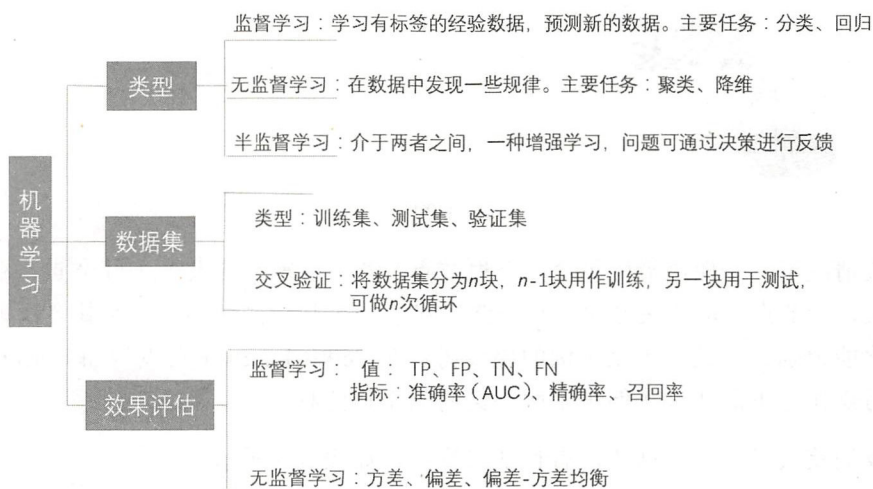 机器学习
类型
监督学习：学习有标签的经验数据，预测新的数据。主要任务：分类、回归
无监督学习：在数据中发现一些规律。主要任务：聚类、降维
半监督学习：介于两者之间，一种增强学习，问题可通过决策进行反馈
数据集
类型：训练集、测试集、验证集
交叉验证：将数据集分为n块，n-1块用作训练，另一块用于测试，
可做n次循环
效果评估
监督学习： 值： TP、FP、TN、FN
指标：准确率（AUC）、精确率、召回率
无监督学习：方差、偏差、偏差-方差均衡